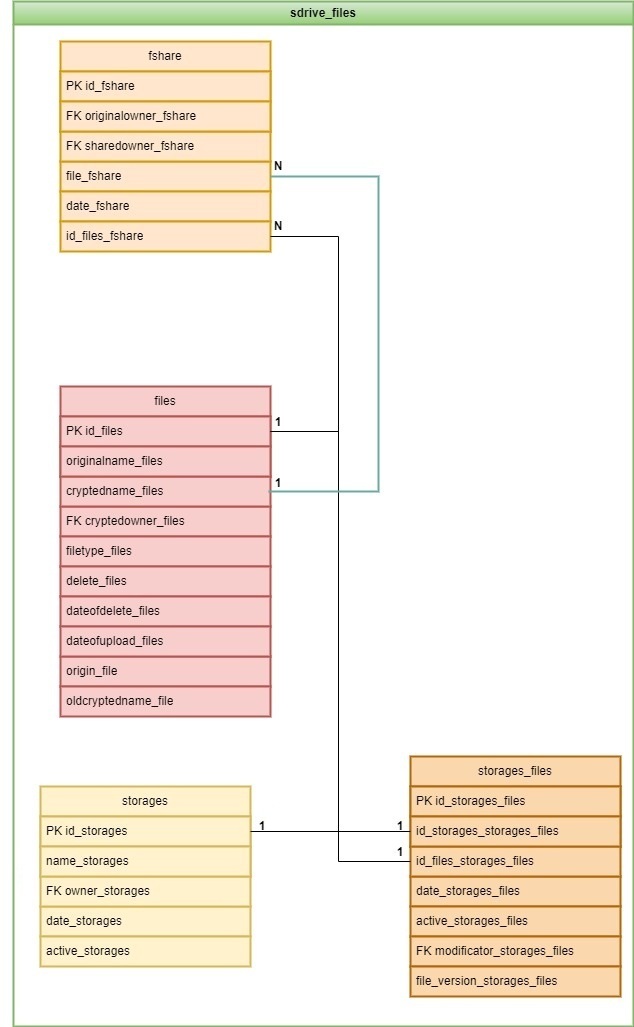 sdrive_files
fshare
PK id_fshare
FK originalowner_fshare
FK sharedowner_fshare
file_fshare
N
date_fshare
id_files_fshare
N
files
PK id_files
1
originalname_files
cryptedname_files
1
FK cryptedowner_files
filetype_files
delete_files
dateofdelete_files
dateofupload_files
origin_file
oldcryptedname_file
storages
PK id_storages
1
name_storages
FK owner_storages
date_storages
active_storages
storages_files
PK id_storages_files
1
id_storages_storages_files
1
id_files_storages_files
date_storages_files
active_storages_files
FK modificator_storages_files
file_version_storages_files